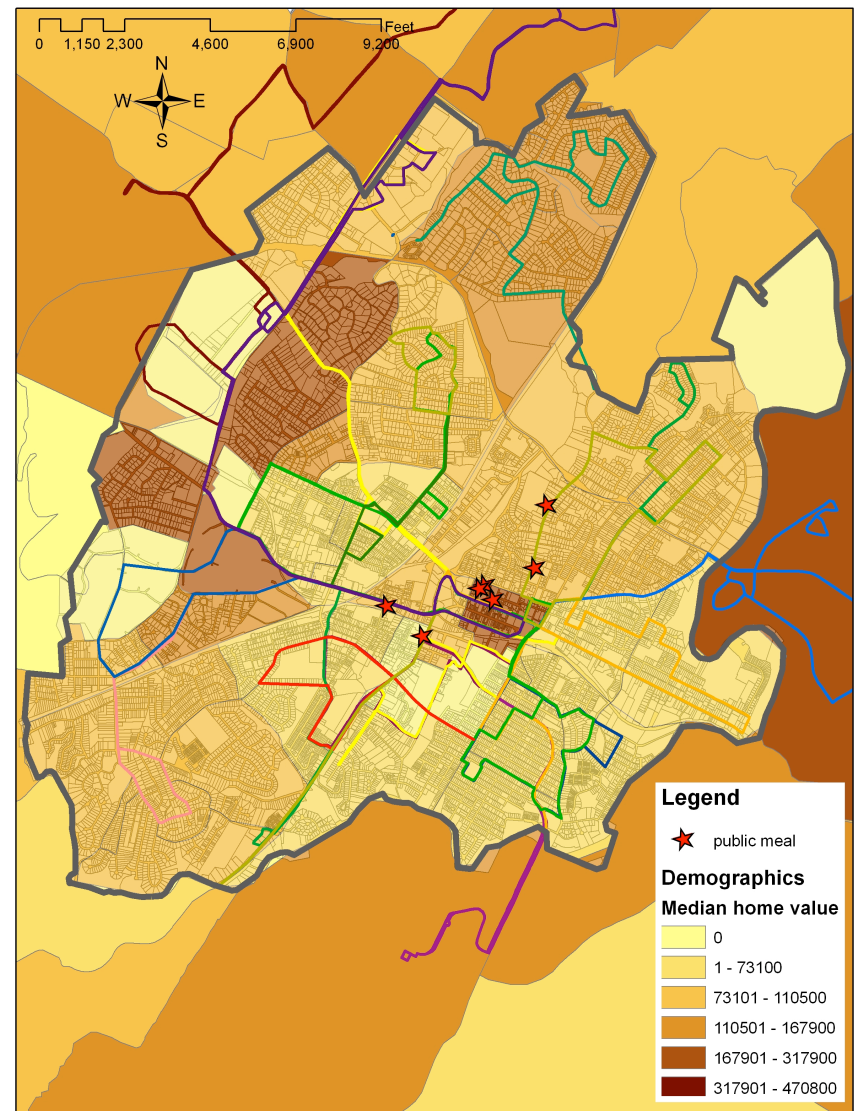 Feet
0 1,150 2,300 4,600 6,900 9,200
N
W E
S
Legend
public meal
Demographics
Median home value
0
1 - 73100
73101 - 110500
110501 - 167900
167901 - 317900
317901 - 470800